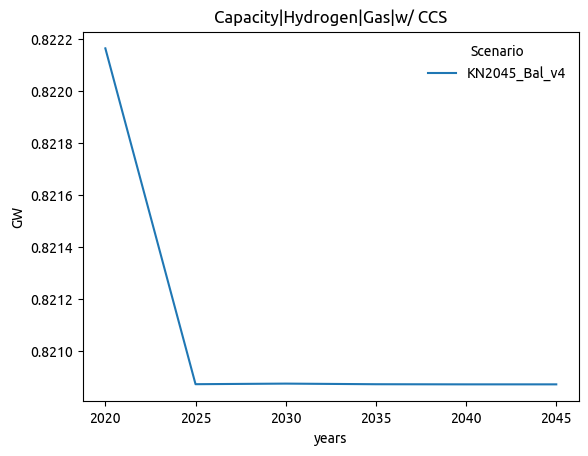 Capacity|Hydrogen|Gas|w/ CCS
0.8222
0.8220
0.8218
0.8216
0.8214
0.8212
0.8210
GW
Scenario
KN2045_Bal_v4
2020 2025 2030 2035 2040 2045
years